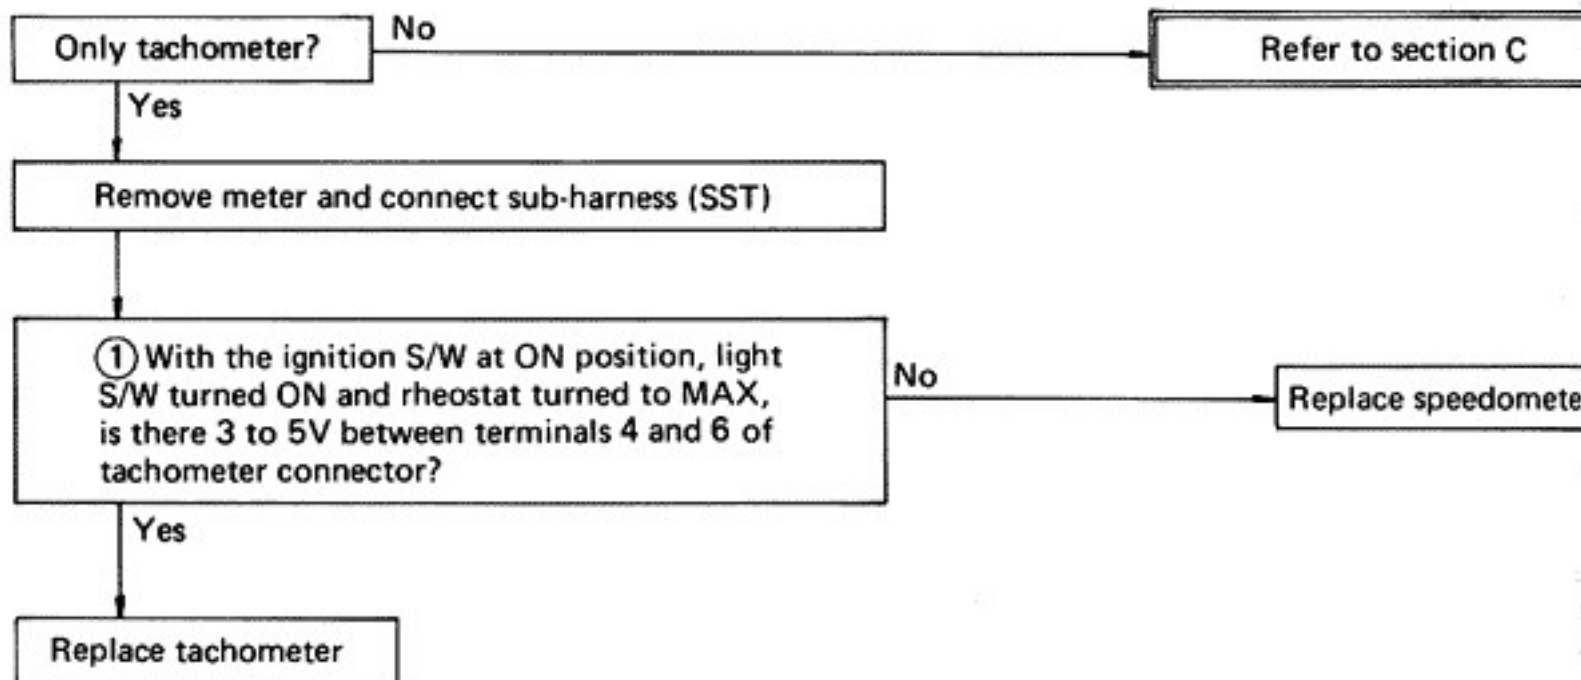 Only tachometer?
No
Refer to section C
Yes
Remove meter and connect sub-harness (SST)
① With the ignition S/W at ON position, light
S/W turned ON and rheostat turned to MAX,
is there 3 to 5V between terminals 4 and 6 of
tachometer connector?
No
Replace speedomete
Yes
Replace tachometer